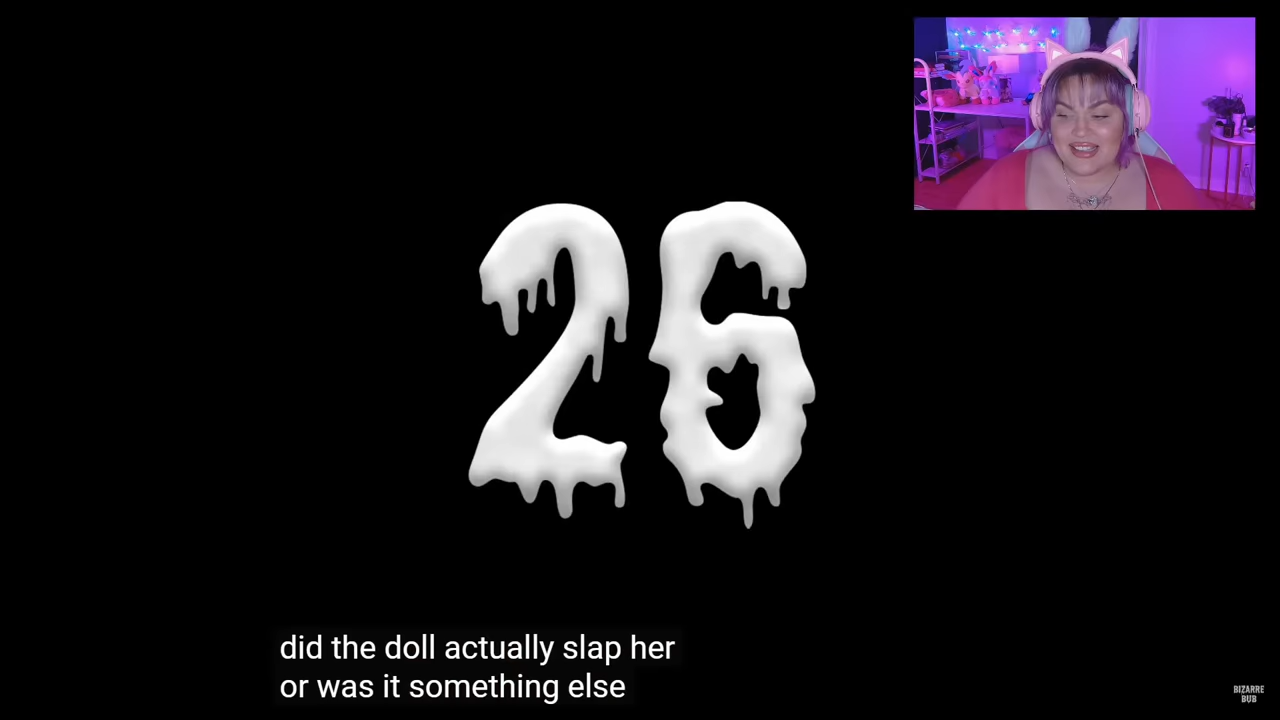 26
did the doll actually slap her
or was it something else
BIZARRE
BUB